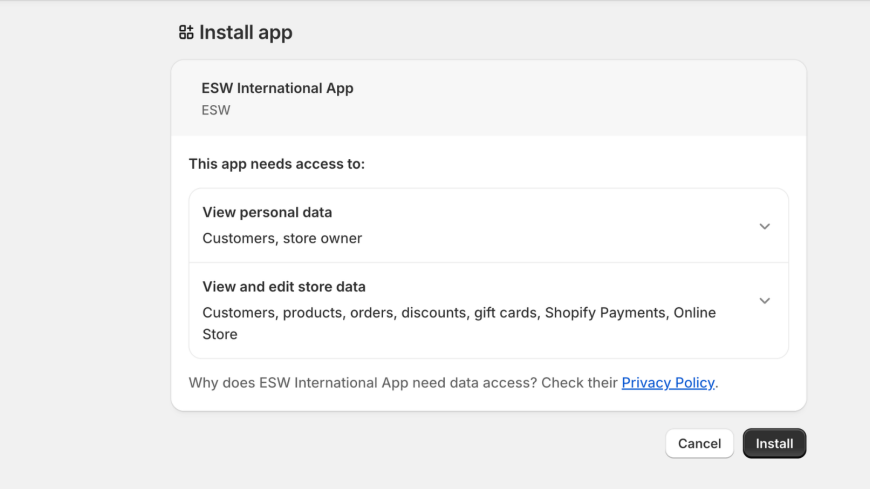 Install app
ESW International App
ESW
This app needs access to:
View personal data
Customers, store owner
View and edit store data
Customers, products, orders, discounts, gift cards, Shopify Payments, Online
Store
Why does ESW International App need data access? Check their Privacy Policy.
Cancel
Install